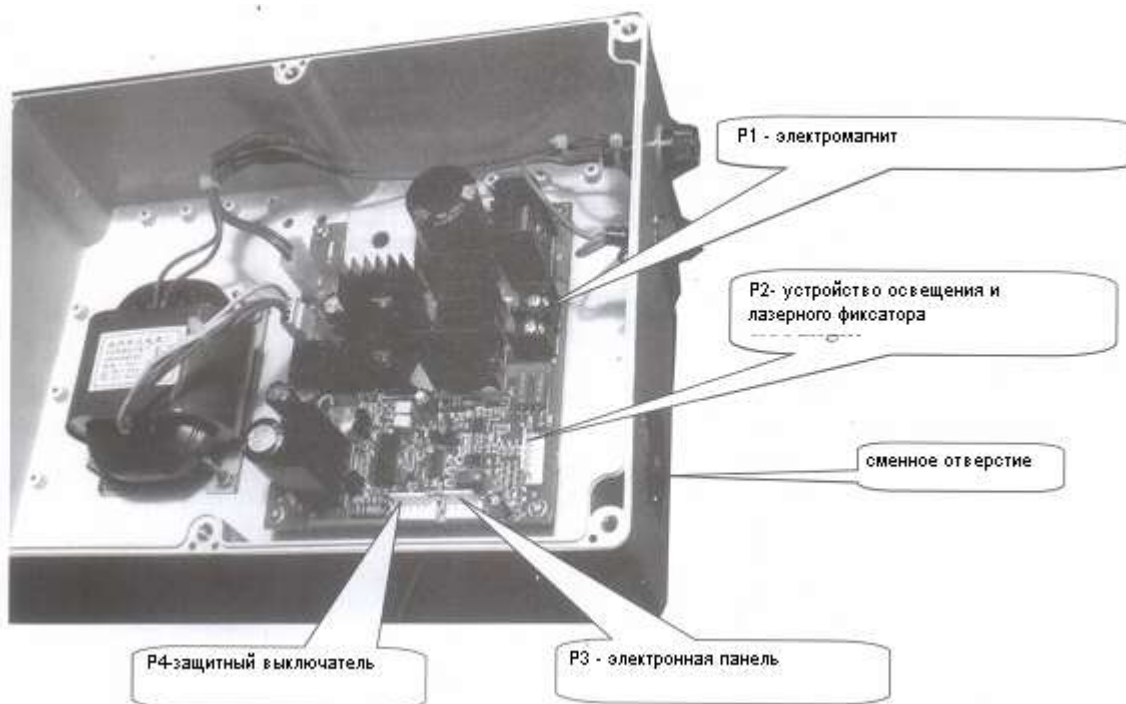 P1 - электромагнит
P2- устройство освещения и
лазерного фиксатора
сменное отверстие
P4-защитный выключатель
P3 - электронная панель